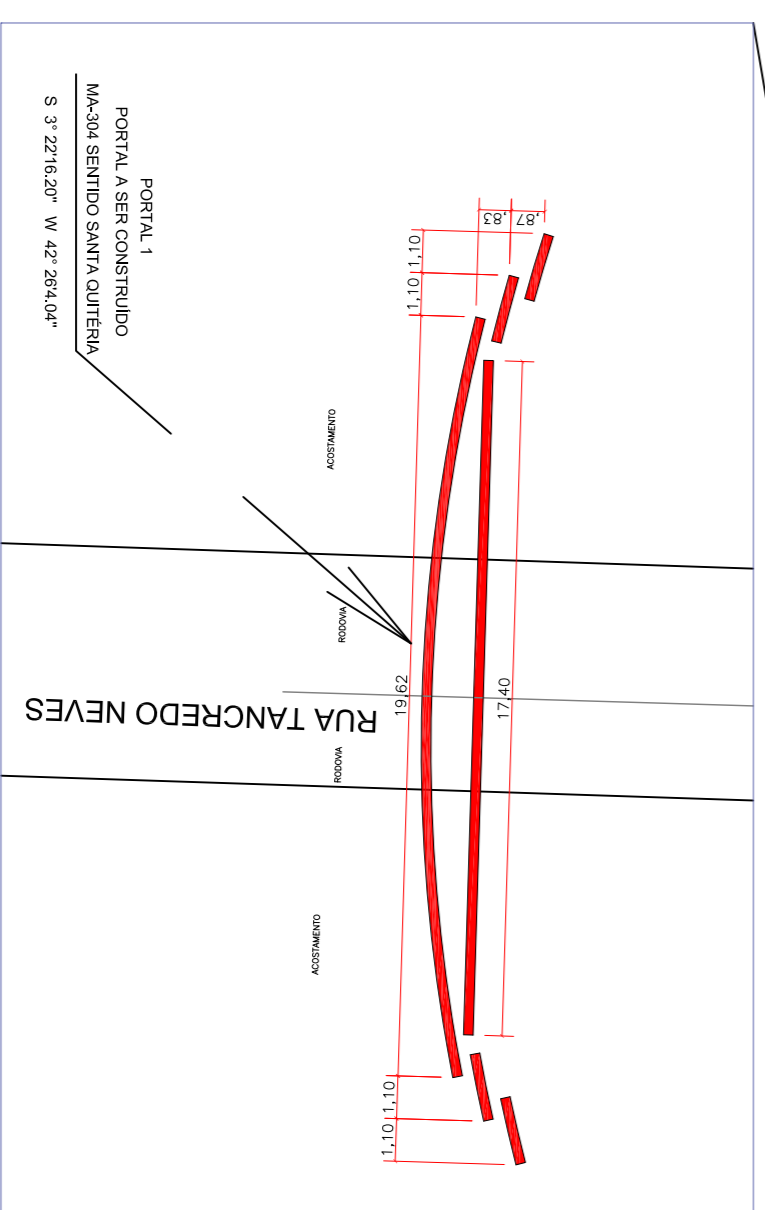 PORTAL 1
PORTAL A SER CONSTRUÍDO
MA-304 SENTIDO SANTA QUITÉRIA
S 3° 22'16.20" W 42° 26'4.04"
,87
,83
1,10
1,10
ACOSTAMENTO
RODOVIA
19,62
17,40
RUA TANCREDO NEVES
RODOVIA
ACOSTAMENTO
1,10
1,10